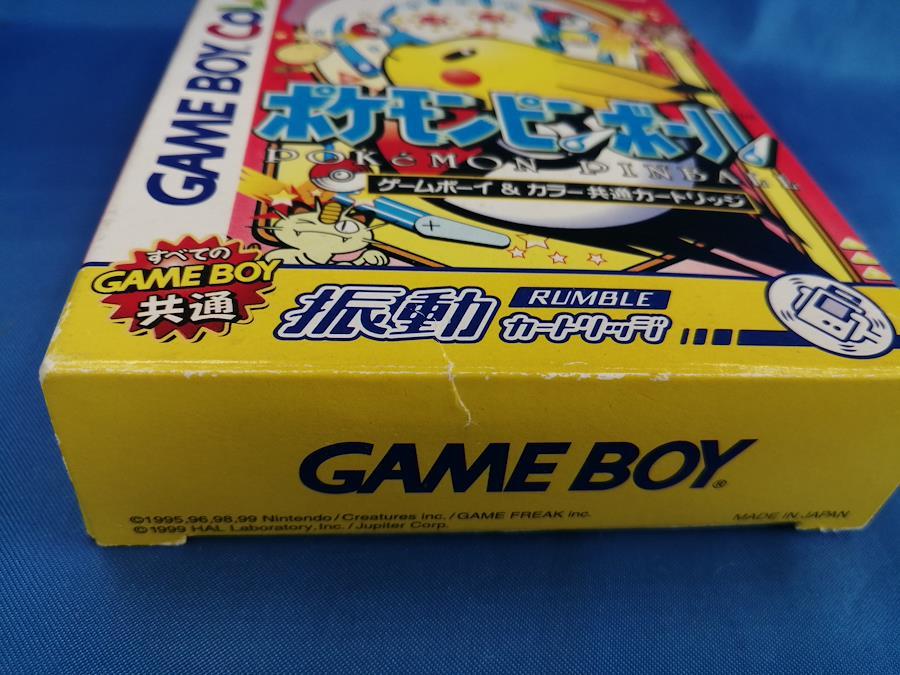 GAME BOY CO
ポケモンピンボール
POKéMON PINBALL
ゲームボーイ & カラー共通カートリッジ
すべての
GAME BOY
共通
振動
RUMBLE
カートリッジ
GAME BOY®
©1995,96,98,99 Nintendo/Creatures inc./GAME FREAK inc.
©1999 HAL Laboratory, Inc./Jupiter Corp.
MADE IN JAPAN